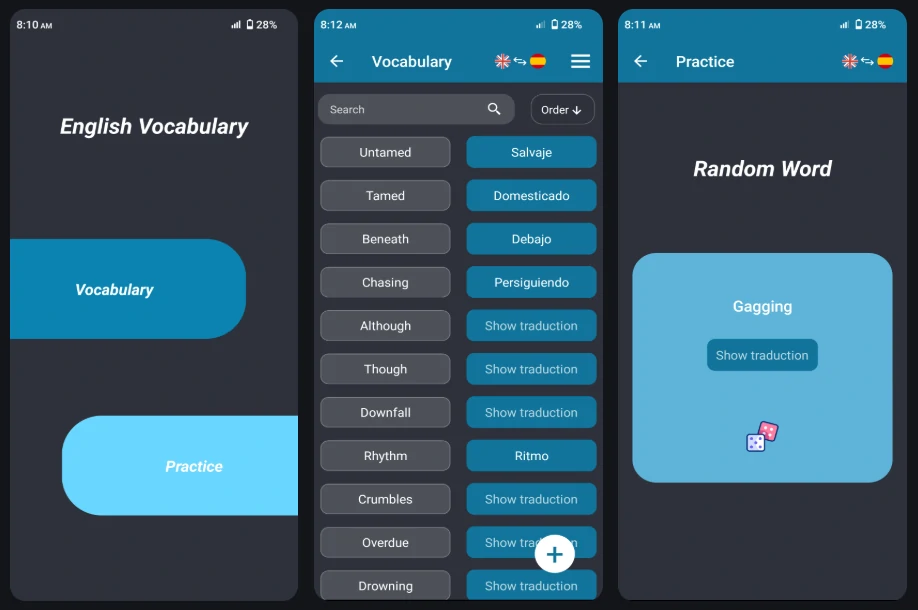 8:10 AM
28%
English Vocabulary
Vocabulary
Practice
8:12 AM
28%
Vocabulary
Search
Order
Untamed Salvaje
Tamed Domesticado
Beneath Debajo
Chasing Persiguiendo
Although Show traduction
Though Show traduction
Downfall Show traduction
Rhythm Ritmo
Crumbles Show traduction
Overdue Show trad n
Drowning Show traduction
8:11 AM
28%
Practice
Random Word
Gagging
Show traduction